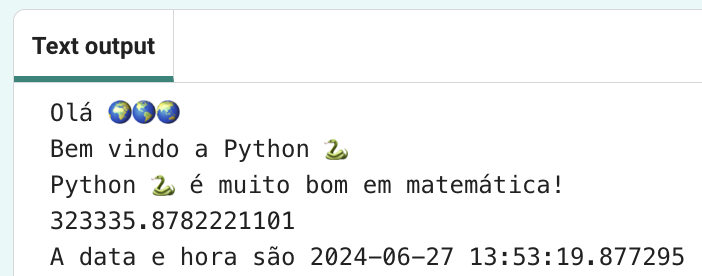 Text output
Olá 🌍🌎🌏
Bem vindo a Python 🐍
Python 🐍 é muito bom em matemática!
323335.8782221101
A data e hora são 2024-06-27 13:53:19.877295